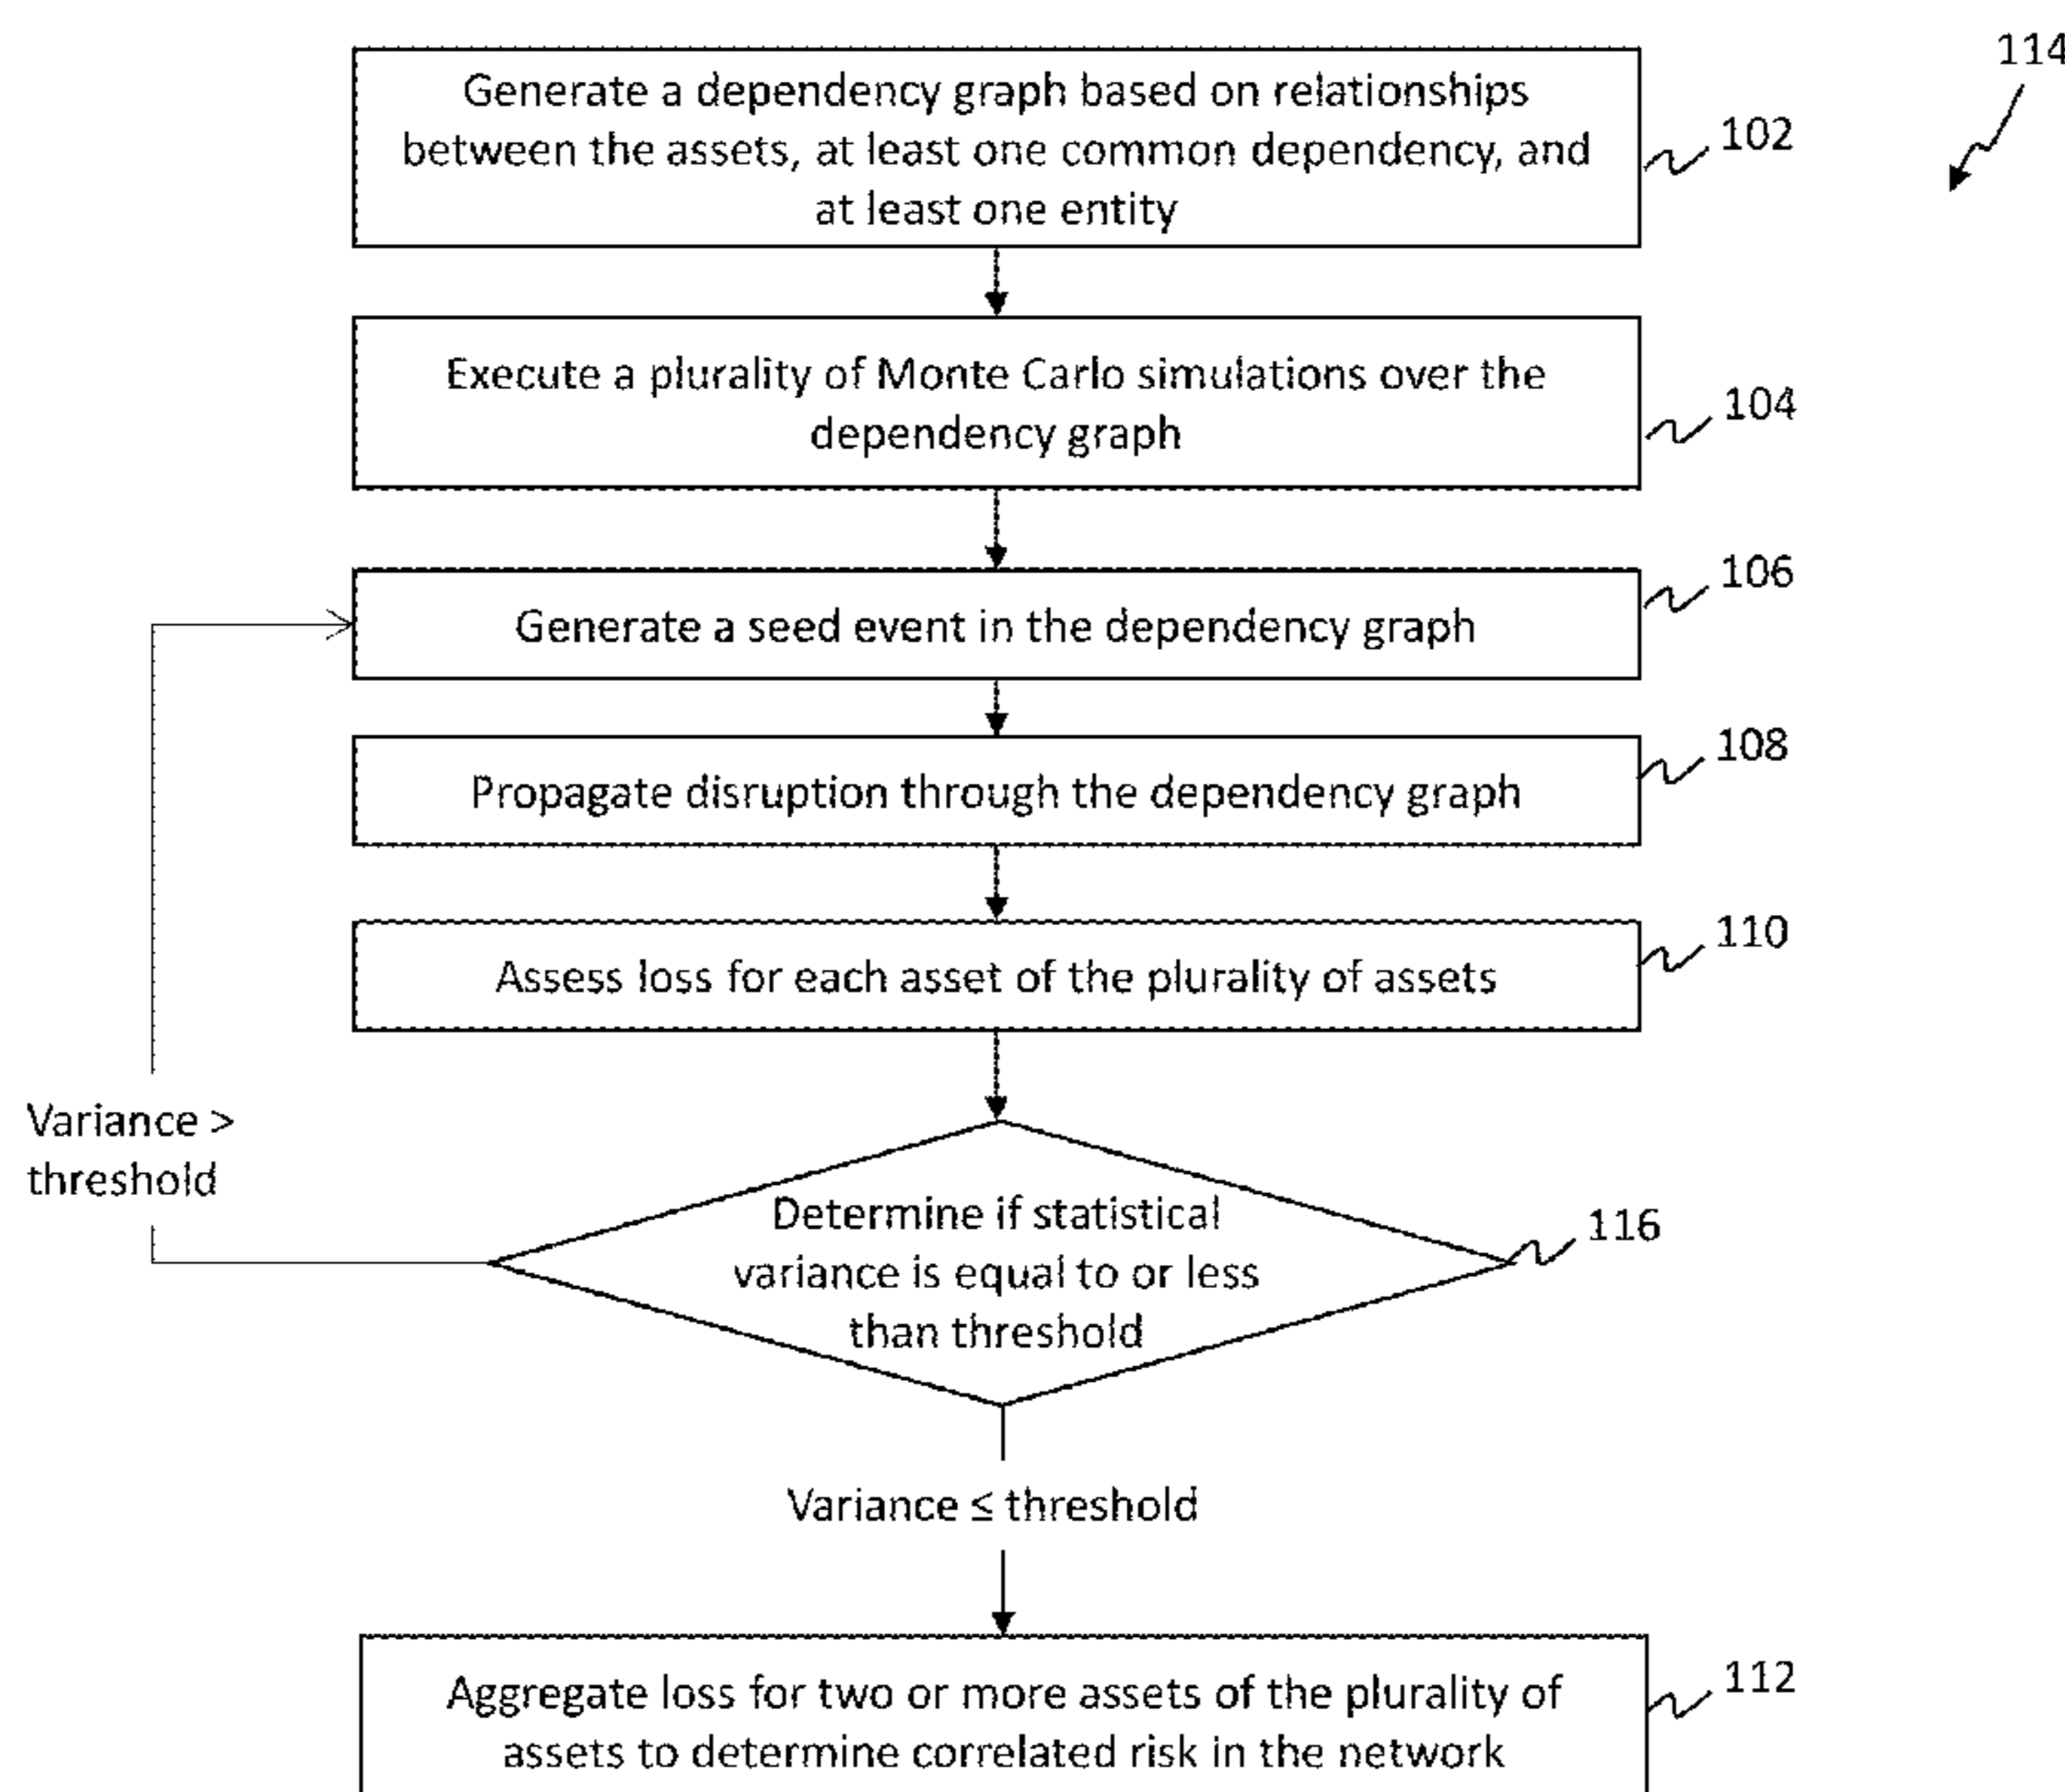 114
Generate a dependency graph based on relationships
between the assets, at least one common dependency, and
at least one entity
102
Execute a plurality of Monte Carlo simulations over the
dependency graph
104
106
Generate a seed event in the dependency graph
108
Propagate disruption through the dependency graph
110
Assess loss for each asset of the plurality of assets
Variance >
threshold
Determine if statistical
variance is equal to or less
than threshold
116
Variance ≤ threshold
Aggregate loss for two or more assets of the plurality of
assets to determine correlated risk in the network
112